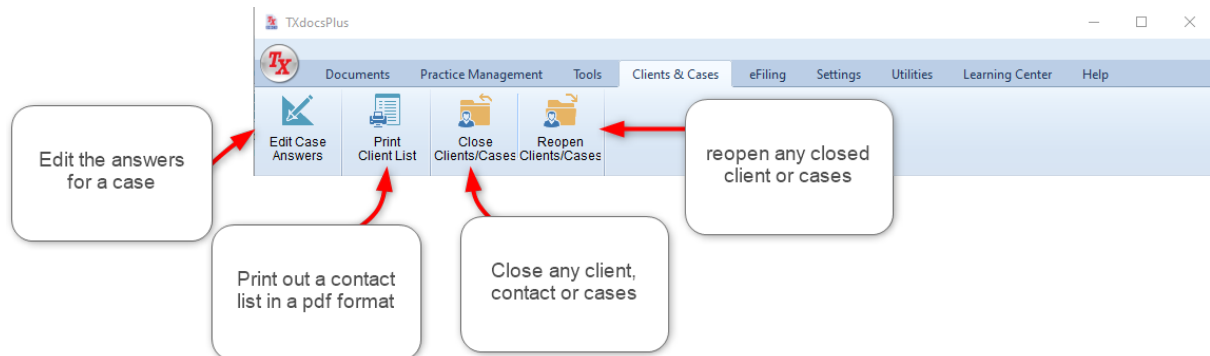 TXdocsPlus
TX
Documents Practice Management Tools Clients & Cases eFiling Settings Utilities Learning Center Help
Edit Case
Answers
Print
Client List
Close
Clients/Cases
Reopen
Clients/Cases
Edit the answers
for a case
Print out a contact
list in a pdf format
Close any client,
contact or cases
reopen any closed
client or cases